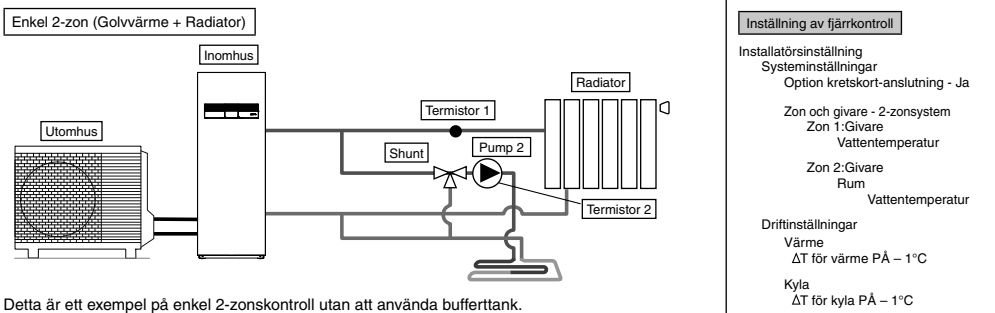 Enkel 2-zon (Golvvärme + Radiator)
Inomhus
Utomhus
Termistor 1
Radiator
Shunt
Pump 2
Termistor 2
Detta är ett exempel på enkel 2-zonskontroll utan att använda bufferttank.
Inställning av fjärrkontroll
Installatörsinställning
Systeminställningar
Option kretskort-anslutning - Ja
Zon och givare - 2-zonsystem
Zon 1:Givare
Vattentemperatur
Zon 2:Givare
Rum
Vattentemperatur
Driftinställningar
Värme
ΔT för värme PÅ – 1°C
Kyla
ΔT för kyla PÅ – 1°C